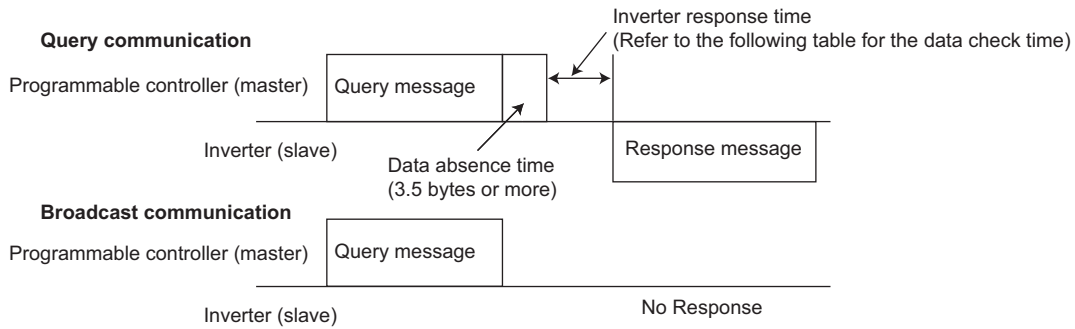 Inverter response time
(Refer to the following table for the data check time)
Query communication
Programmable controller (master)
Query message
Inverter (slave)
Data absence time
(3.5 bytes or more)
Response message
Broadcast communication
Programmable controller (master)
Query message
Inverter (slave)
No Response